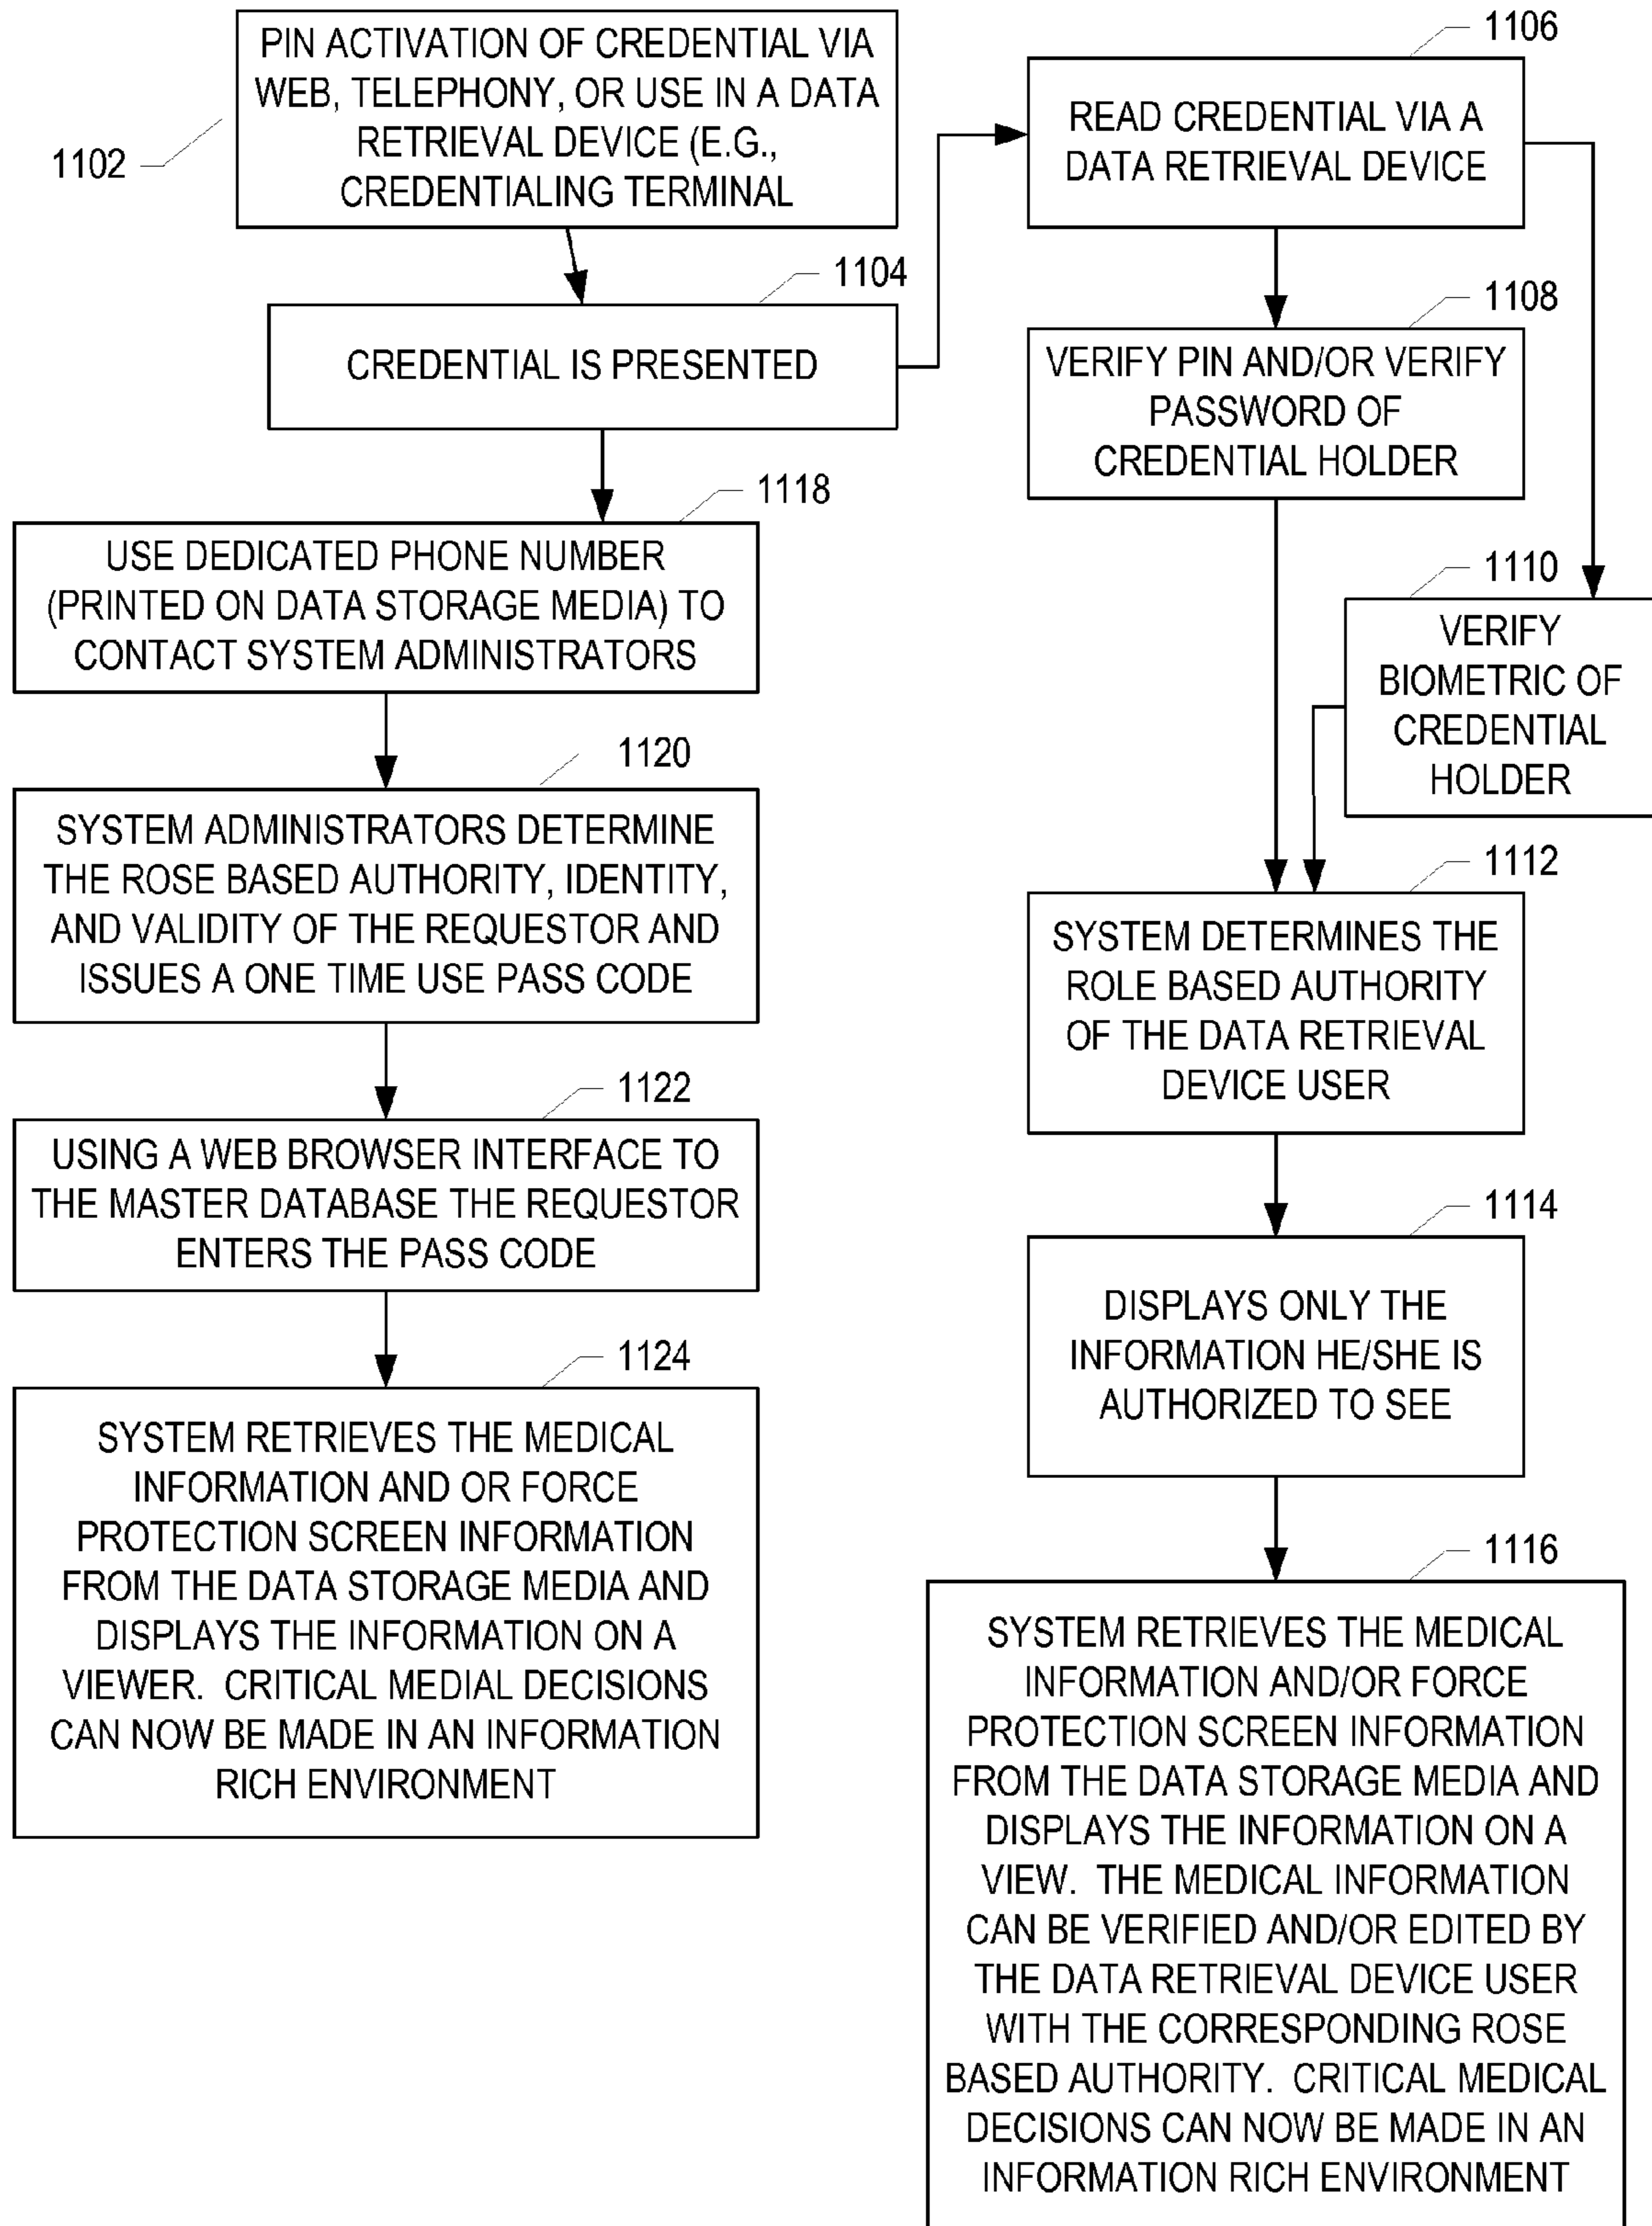 PIN ACTIVATION OF CREDENTIAL VIA
WEB, TELEPHONY, OR USE IN A DATA
RETRIEVAL DEVICE (E.G.,
CREDENTIALING TERMINAL
1102
1104
CREDENTIAL IS PRESENTED
1106
READ CREDENTIAL VIA A
DATA RETRIEVAL DEVICE
1108
VERIFY PIN AND/OR VERIFY
PASSWORD OF
CREDENTIAL HOLDER
1110
VERIFY
BIOMETRIC OF
CREDENTIAL
HOLDER
1112
SYSTEM DETERMINES THE
ROLE BASED AUTHORITY
OF THE DATA RETRIEVAL
DEVICE USER
1114
DISPLAYS ONLY THE
INFORMATION HE/SHE IS
AUTHORIZED TO SEE
1116
SYSTEM RETRIEVES THE MEDICAL
INFORMATION AND/OR FORCE
PROTECTION SCREEN INFORMATION
FROM THE DATA STORAGE MEDIA AND
DISPLAYS THE INFORMATION ON A
VIEW. THE MEDICAL INFORMATION
CAN BE VERIFIED AND/OR EDITED BY
THE DATA RETRIEVAL DEVICE USER
WITH THE CORRESPONDING ROSE
BASED AUTHORITY. CRITICAL MEDICAL
DECISIONS CAN NOW BE MADE IN AN
INFORMATION RICH ENVIRONMENT
1118
USE DEDICATED PHONE NUMBER
(PRINTED ON DATA STORAGE MEDIA) TO
CONTACT SYSTEM ADMINISTRATORS
1120
SYSTEM ADMINISTRATORS DETERMINE
THE ROSE BASED AUTHORITY, IDENTITY,
AND VALIDITY OF THE REQUESTOR AND
ISSUES A ONE TIME USE PASS CODE
1122
USING A WEB BROWSER INTERFACE TO
THE MASTER DATABASE THE REQUESTOR
ENTERS THE PASS CODE
1124
SYSTEM RETRIEVES THE MEDICAL
INFORMATION AND OR FORCE
PROTECTION SCREEN INFORMATION
FROM THE DATA STORAGE MEDIA AND
DISPLAYS THE INFORMATION ON A
VIEWER. CRITICAL MEDIAL DECISIONS
CAN NOW BE MADE IN AN INFORMATION
RICH ENVIRONMENT